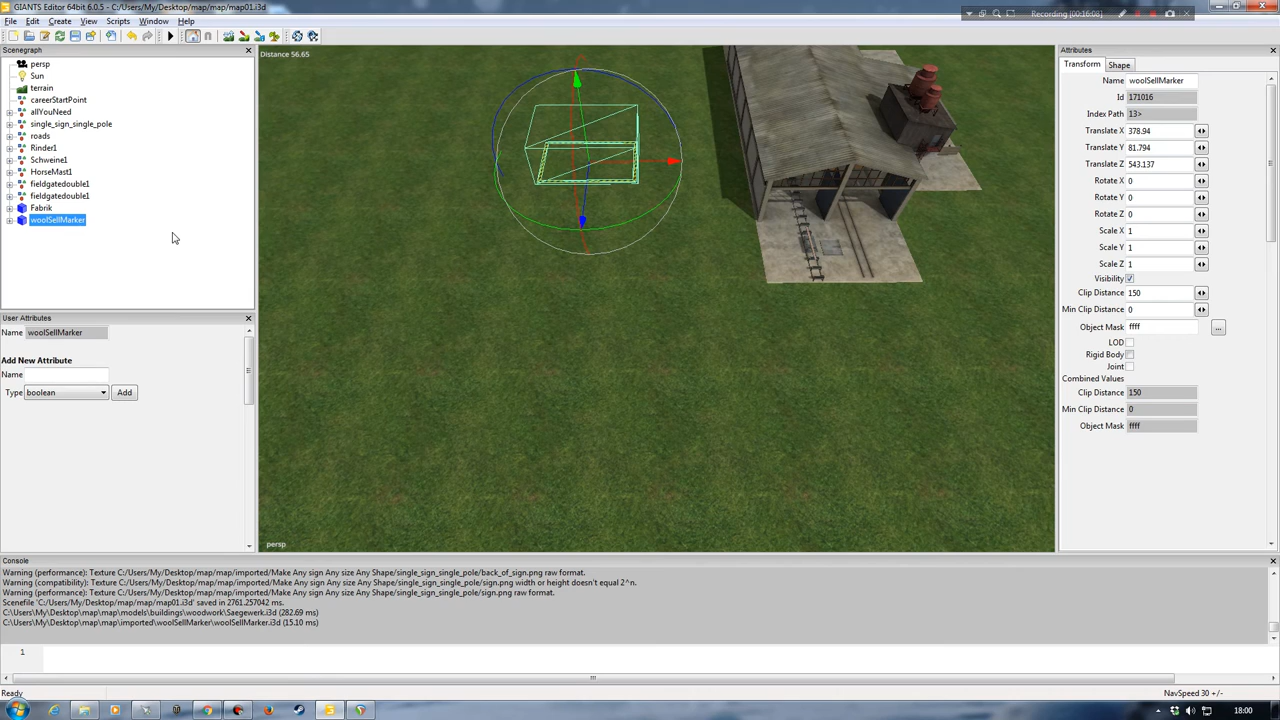 GIANTS Editor 64bit 6.0.5 - C:/Users/My/Desktop/map/map/map01.i3d
Recording [00:16:08]
File Edit Create View Scripts Window Help
Scenegraph
persp
Sun
terrain
careerStartPoint
allYouNeed
single_sign_single_pole
roads
Rinder1
Schweine1
HorseMast1
fieldgatedouble1
fieldgatedouble1
Fabrik
woolSellMarker
User Attributes
Name woolSellMarker
Add New Attribute
Name
Type boolean Add
Distance 56.65
persp
Attributes
Transform Shape
Name woolSellMarker
Id 171016
Index Path 13>
Translate X 378.94
Translate Y 81.794
Translate Z 543.137
Rotate X 0
Rotate Y 0
Rotate Z 0
Scale X 1
Scale Y 1
Scale Z 1
Visibility
Clip Distance 150
Min Clip Distance 0
Object Mask ffff ...
LOD
Rigid Body
Joint
Combined Values
Clip Distance 150
Min Clip Distance 0
Object Mask ffff
Console
Warning (performance): Texture C:/Users/My/Desktop/map/map/imported/Make Any sign Any size Any Shape/single_sign_single_pole/back_of_sign.png raw format.
Warning (compatibility): Texture C:/Users/My/Desktop/map/map/imported/Make Any sign Any size Any Shape/single_sign_single_pole/sign.png width or height doesn't equal 2^n.
Warning (performance): Texture C:/Users/My/Desktop/map/map/imported/Make Any sign Any size Any Shape/single_sign_single_pole/sign.png raw format.
Scenefile 'C:/Users/My/Desktop/map/map/map01.i3d' saved in 2761.257042 ms.
C:\Users\My\Desktop\map\map\models\buildings\woodwork\Saegewerk.i3d (282.69 ms)
C:\Users\My\Desktop\map\map\imported\woolSellMarker\woolSellMarker.i3d (15.10 ms)
1
Ready
NavSpeed 30 +/-
18:00